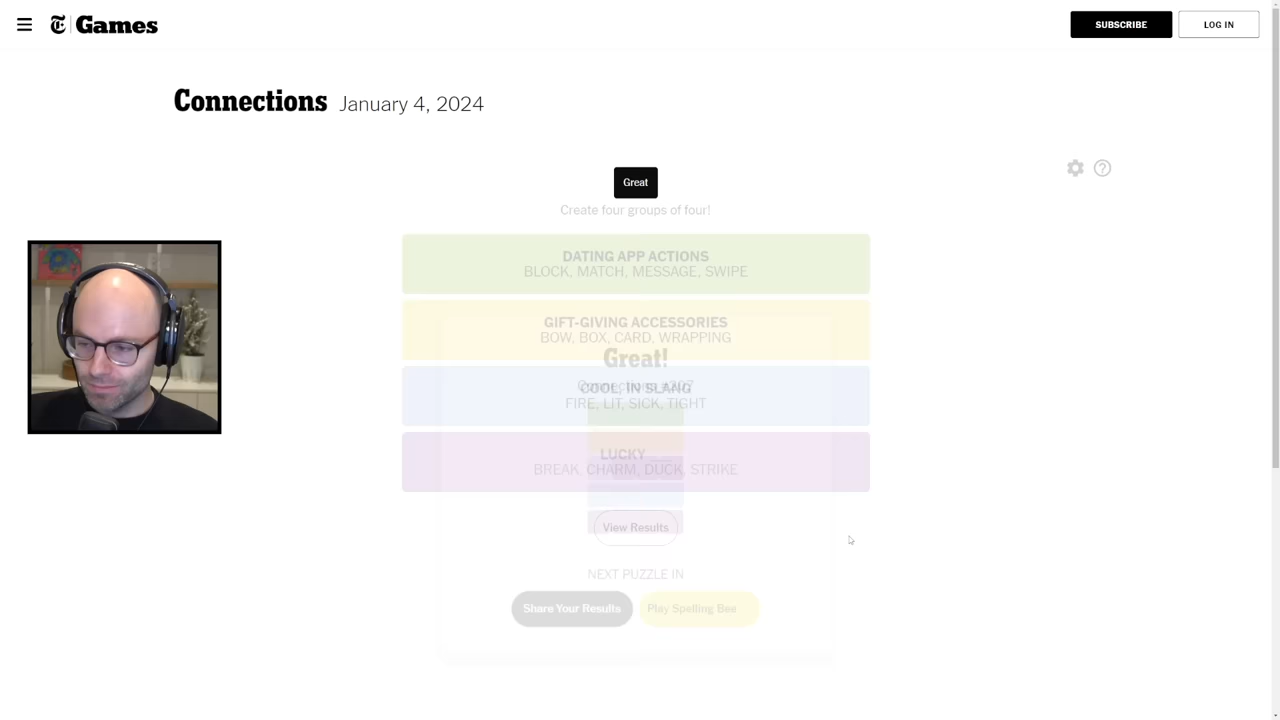 Games
SUBSCRIBE
LOG IN
Connections January 4, 2024
Great
Create four groups of four!
DATING APP ACTIONS
BLOCK, MATCH, MESSAGE, SWIPE
GIFT-GIVING ACCESSORIES
BOW, BOX, CARD, WRAPPING
Great!
COOL, IN SLANG
FIRE, LIT, SICK, TIGHT
LUCKY
BREAK, CHARM, DUCK, STRIKE
View Results
NEXT PUZZLE IN
Share Your Results
Play Spelling Bee